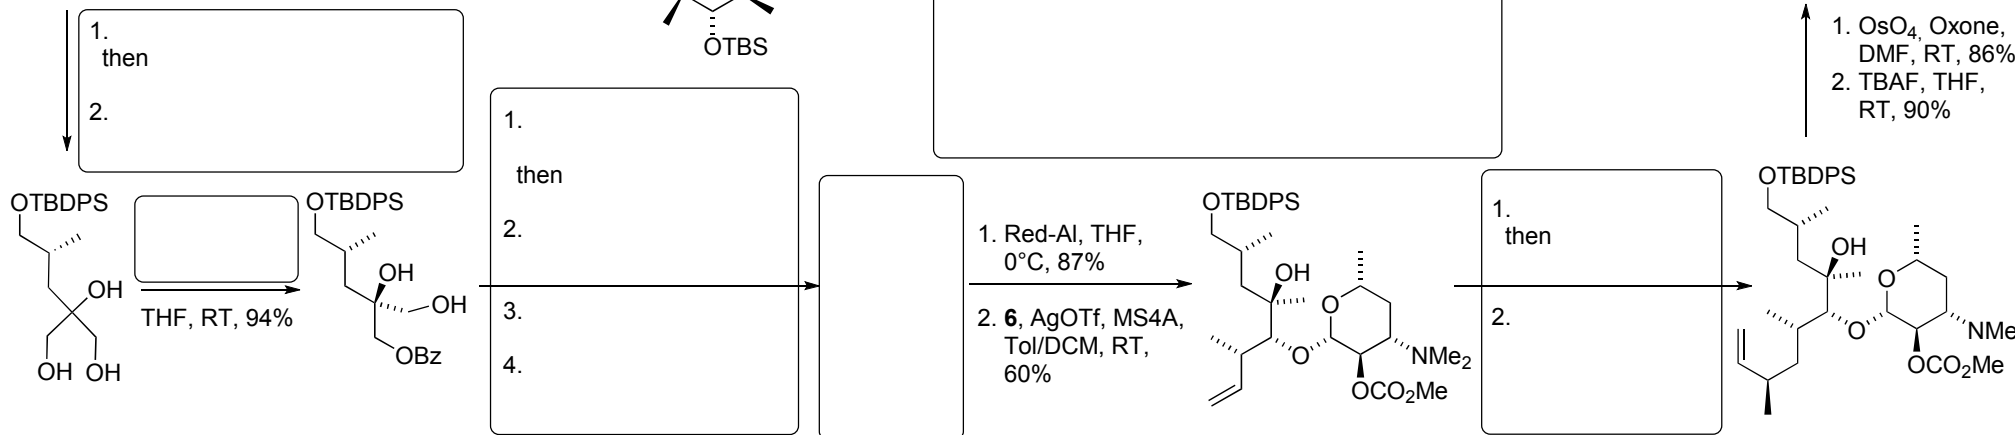 1.
then
2.
OTBS
1. OsO4, Oxone,
DMF, RT, 86%
2. TBAF, THF,
RT, 90%
OTBDPS
OH
OH
OH
THF, RT, 94%
OTBDPS
OH
OH
OBz
1.
then
2.
3.
4.
1. Red-Al, THF,
0°C, 87%
2. 6, AgOTf, MS4A,
Tol/DCM, RT,
60%
OTBDPS
OH
O
O
NMe2
OCO2Me
1.
then
2.
OTBDPS
OH
O
O
NMe
OCO2Me